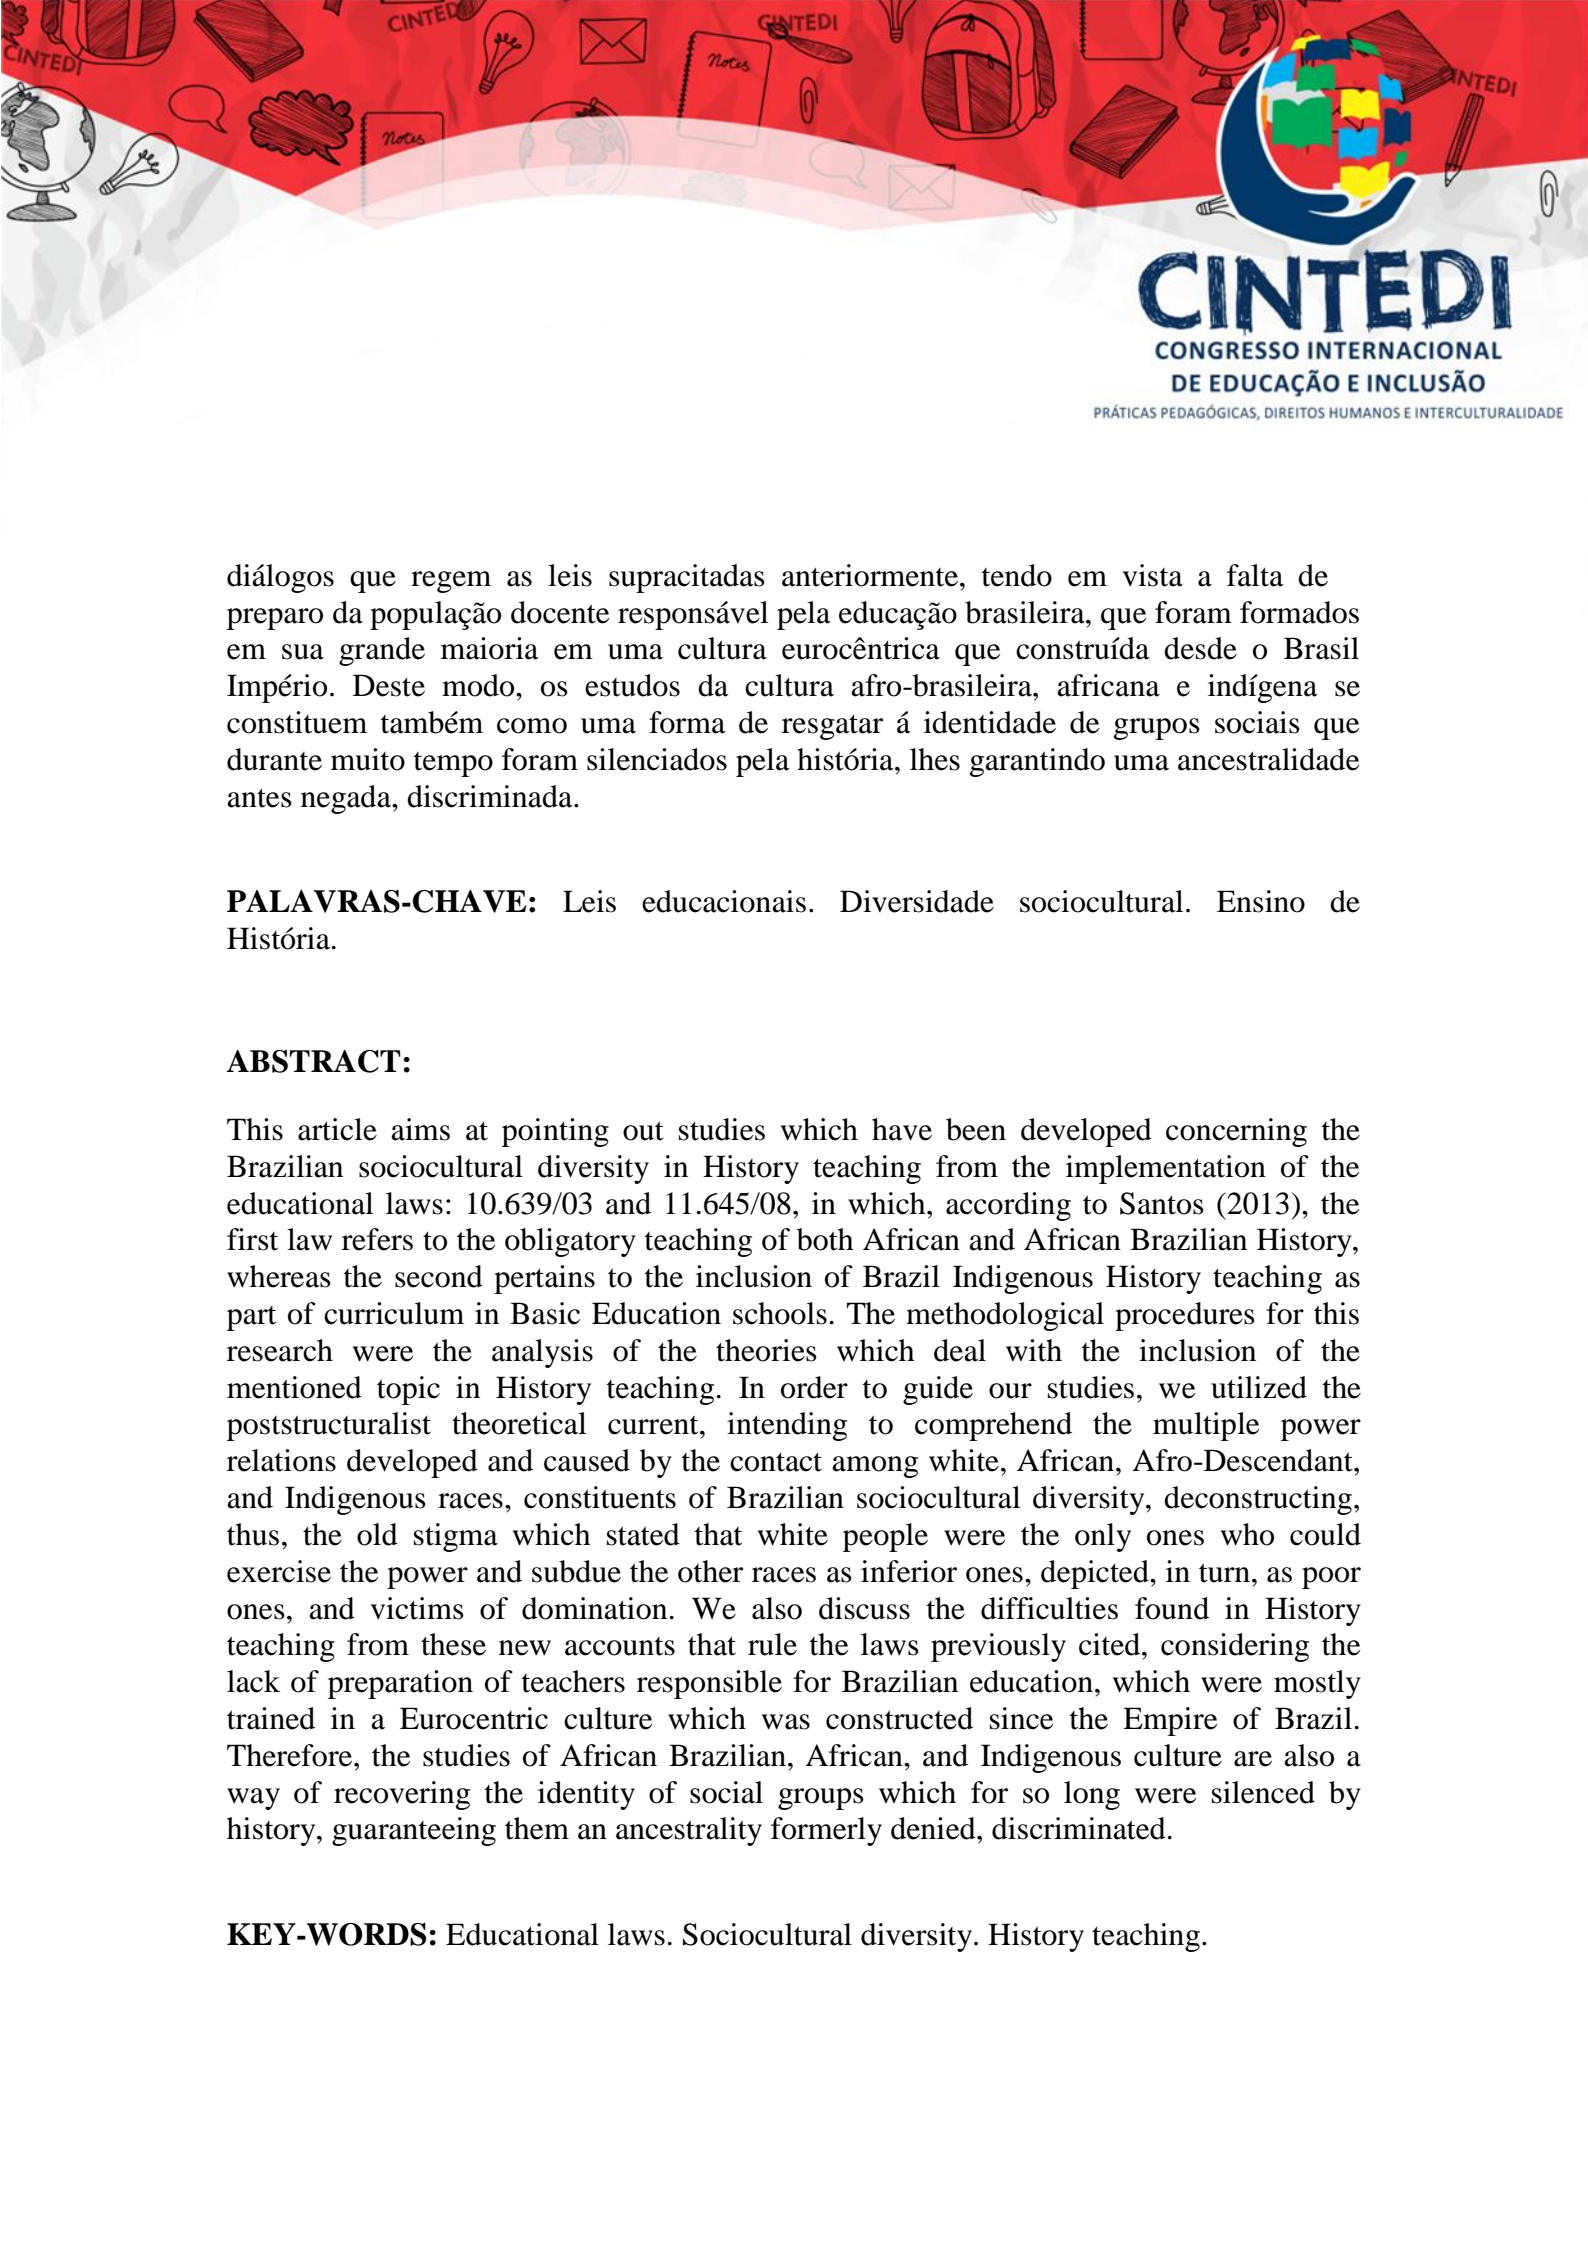 CINTEDI
CINTEDI
CINTEDI
CINTEDI
Notes
Notes
CINTEDI
CONGRESSO INTERNACIONAL
DE EDUCAÇÃO E INCLUSÃO
PRÁTICAS PEDAGÓGICAS, DIREITOS HUMANOS E INTERCULTURALIDADE
diálogos que regem as leis supracitadas anteriormente, tendo em vista a falta de
preparo da população docente responsável pela educação brasileira, que foram formados
em sua grande maioria em uma cultura eurocêntrica que construída desde o Brasil
Império. Deste modo, os estudos da cultura afro-brasileira, africana e indígena se
constituem também como uma forma de resgatar á identidade de grupos sociais que
durante muito tempo foram silenciados pela história, lhes garantindo uma ancestralidade
antes negada, discriminada.
PALAVRAS-CHAVE: Leis educacionais. Diversidade sociocultural. Ensino de
História.
ABSTRACT:
This article aims at pointing out studies which have been developed concerning the
Brazilian sociocultural diversity in History teaching from the implementation of the
educational laws: 10.639/03 and 11.645/08, in which, according to Santos (2013), the
first law refers to the obligatory teaching of both African and African Brazilian History,
whereas the second pertains to the inclusion of Brazil Indigenous History teaching as
part of curriculum in Basic Education schools. The methodological procedures for this
research were the analysis of the theories which deal with the inclusion of the
mentioned topic in History teaching. In order to guide our studies, we utilized the
poststructuralist theoretical current, intending to comprehend the multiple power
relations developed and caused by the contact among white, African, Afro-Descendant,
and Indigenous races, constituents of Brazilian sociocultural diversity, deconstructing,
thus, the old stigma which stated that white people were the only ones who could
exercise the power and subdue the other races as inferior ones, depicted, in turn, as poor
ones, and victims of domination. We also discuss the difficulties found in History
teaching from these new accounts that rule the laws previously cited, considering the
lack of preparation of teachers responsible for Brazilian education, which were mostly
trained in a Eurocentric culture which was constructed since the Empire of Brazil.
Therefore, the studies of African Brazilian, African, and Indigenous culture are also a
way of recovering the identity of social groups which for so long were silenced by
history, guaranteeing them an ancestrality formerly denied, discriminated.
KEY-WORDS: Educational laws. Sociocultural diversity. History teaching.